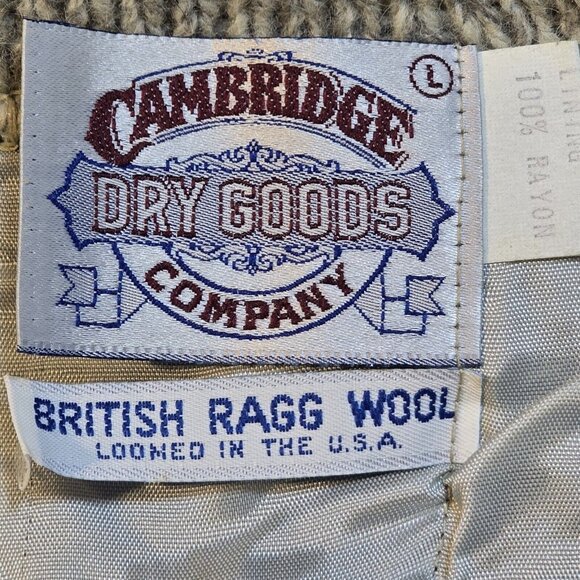 CAMBRIDGE
L
DRY GOODS
COMPANY
BRITISH RAGG WOOL
LOOMED IN THE U.S.A.
LINING
100% RAYON